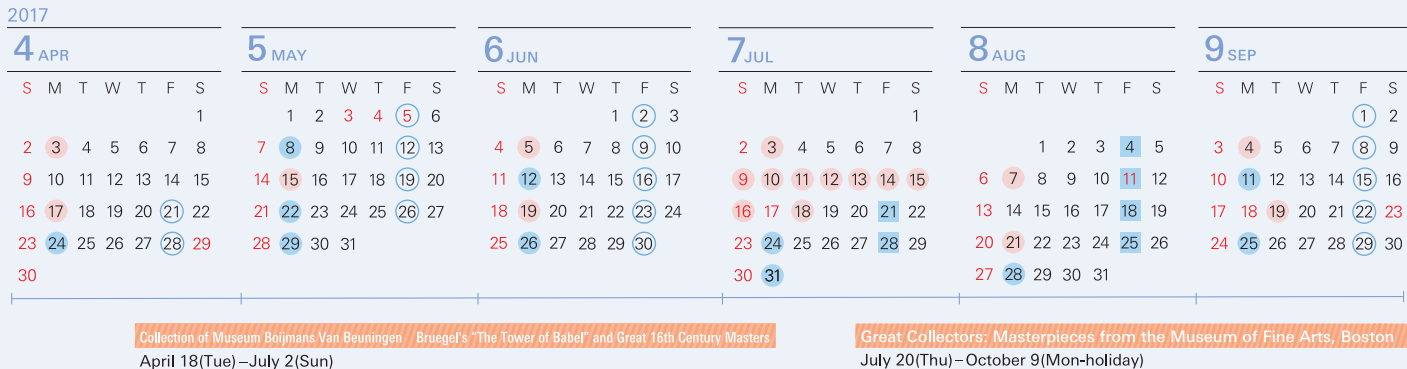 2017
4 APR 5 MAY 6 JUN 7 JUL 8 AUG 9 SEP
S M T W T F S S M T W T F S S M T W T F S S M T W T F S S M T W T F S S M T W T F S
1 1 2 3 4 5 6 1 2 3 1 1 2
2 3 4 5 6 7 8 7 8 9 10 11 12 13 4 5 6 7 8 9 10 2 3 4 5 6 7 8 1 2 3 4 5 3 4 5 6 7 8 9
9 10 11 12 13 14 15 14 15 16 17 18 19 20 11 12 13 14 15 16 17 9 10 11 12 13 14 15 6 7 8 9 10 11 12 10 11 12 13 14 15 16
16 17 18 19 20 21 22 21 22 23 24 25 26 27 18 19 20 21 22 23 24 16 17 18 19 20 21 22 13 14 15 16 17 18 19 17 18 19 20 21 22 23
23 24 25 26 27 28 29 28 29 30 31 25 26 27 28 29 30 23 24 25 26 27 28 29 20 21 22 23 24 25 26 24 25 26 27 28 29 30
30 30 31 27 28 29 30 31
Collection of Museum Boijmans Van Beuningen Bruegel's "The Tower of Babel" and Great 16th Century Masters Great Collectors: Masterpieces from the Museum of Fine Arts, Boston
April 18(Tue)–July 2(Sun) July 20(Thu)–October 9(Mon-holiday)